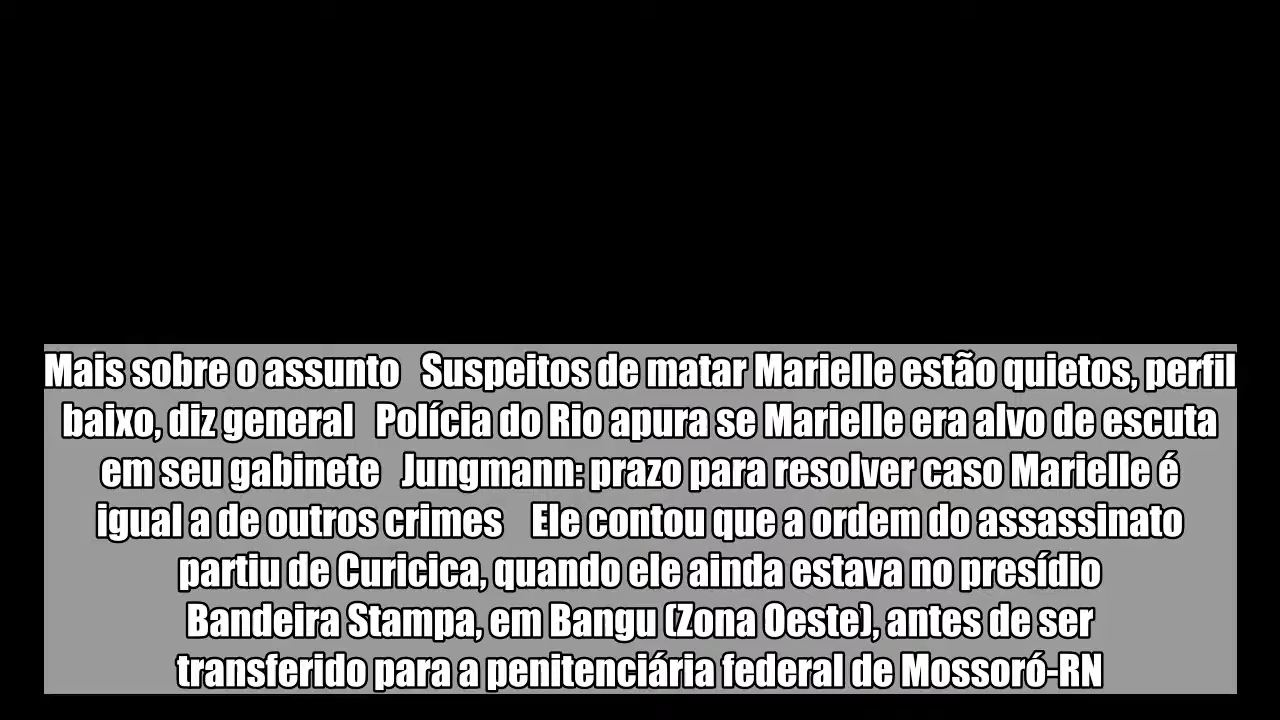 Mais sobre o assunto   Suspeitos de matar Marielle estão quietos, perfil
baixo, diz general   Polícia do Rio apura se Marielle era alvo de escuta
em seu gabinete   Jungmann: prazo para resolver caso Marielle é
igual a de outros crimes    Ele contou que a ordem do assassinato
partiu de Curicica, quando ele ainda estava no presídio
Bandeira Stampa, em Bangu (Zona Oeste), antes de ser
transferido para a penitenciária federal de Mossoró-RN